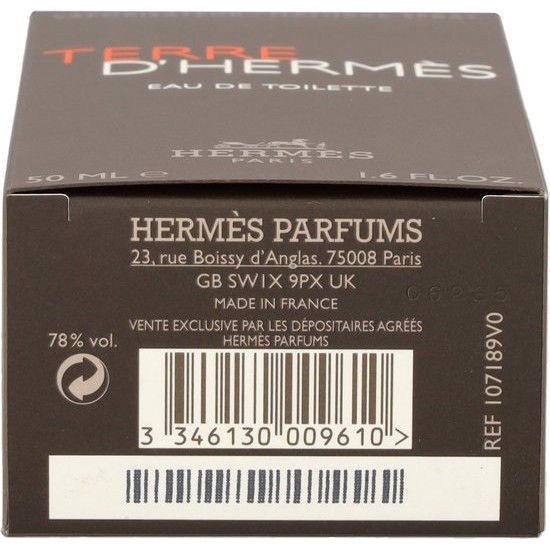 TERRE
D'HERMÈS
EAU DE TOILETTE
HERMÈS
PARIS
50 ML e 1.6 FL.OZ.
HERMÈS PARFUMS
23, rue Boissy d'Anglas. 75008 Paris
GB SW1X 9PX UK
MADE IN FRANCE
VENTE EXCLUSIVE PAR LES DÉPOSITAIRES AGRÉÉS
HERMÈS PARFUMS
78% vol.
3 346130 009610 >
REF 107189V0